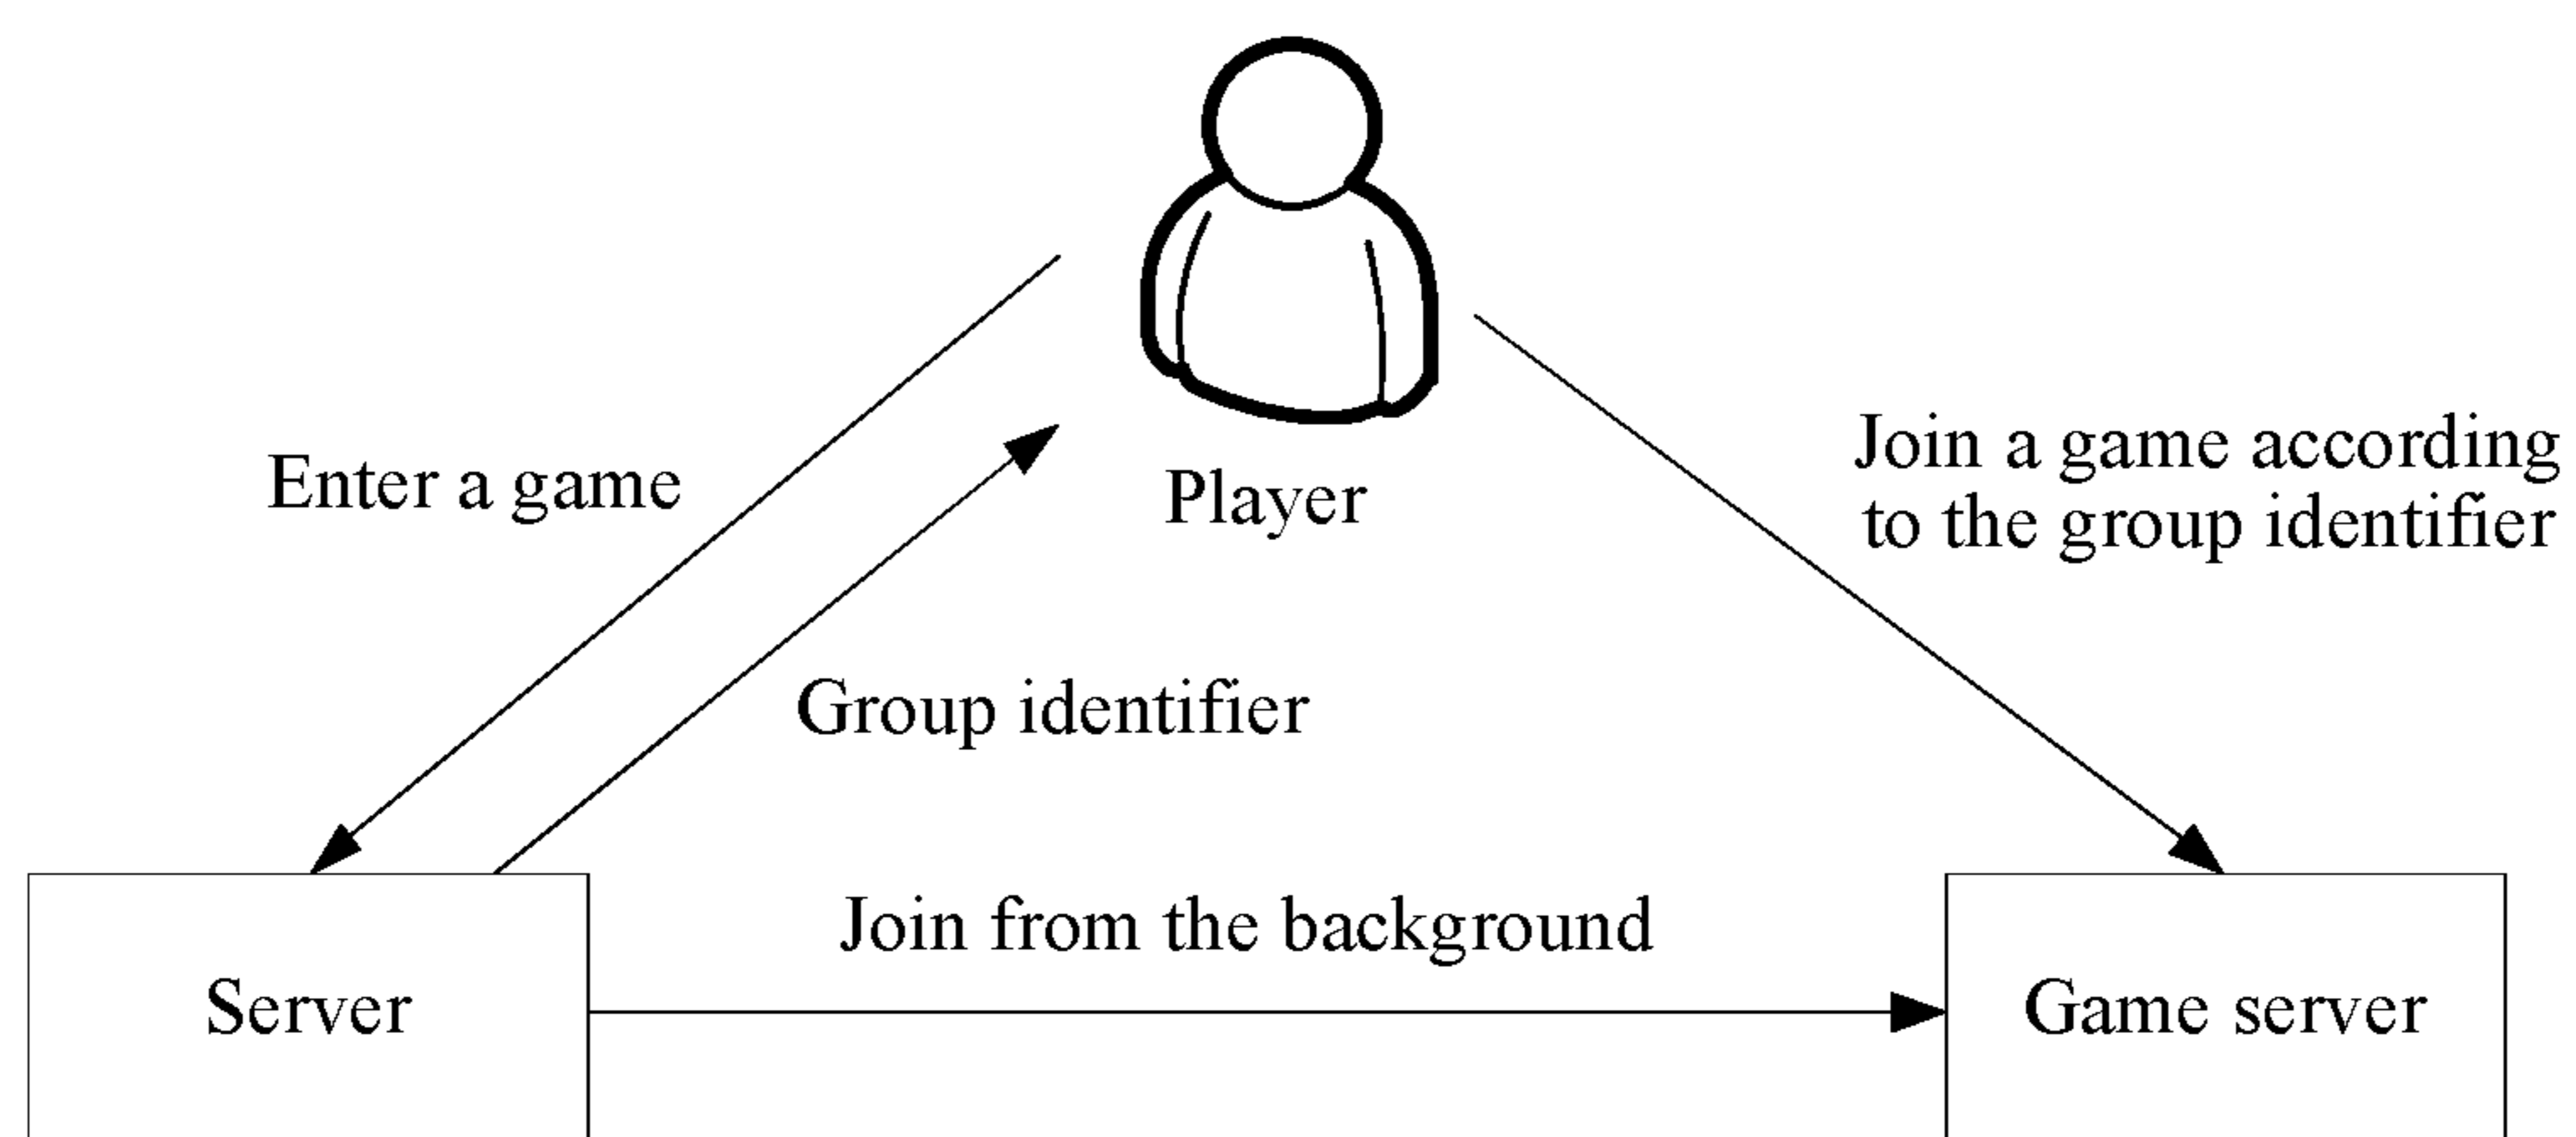 Join a game according
to the group identifier
Enter a game
Player
Group identifier
Join from the background
Server
Game server